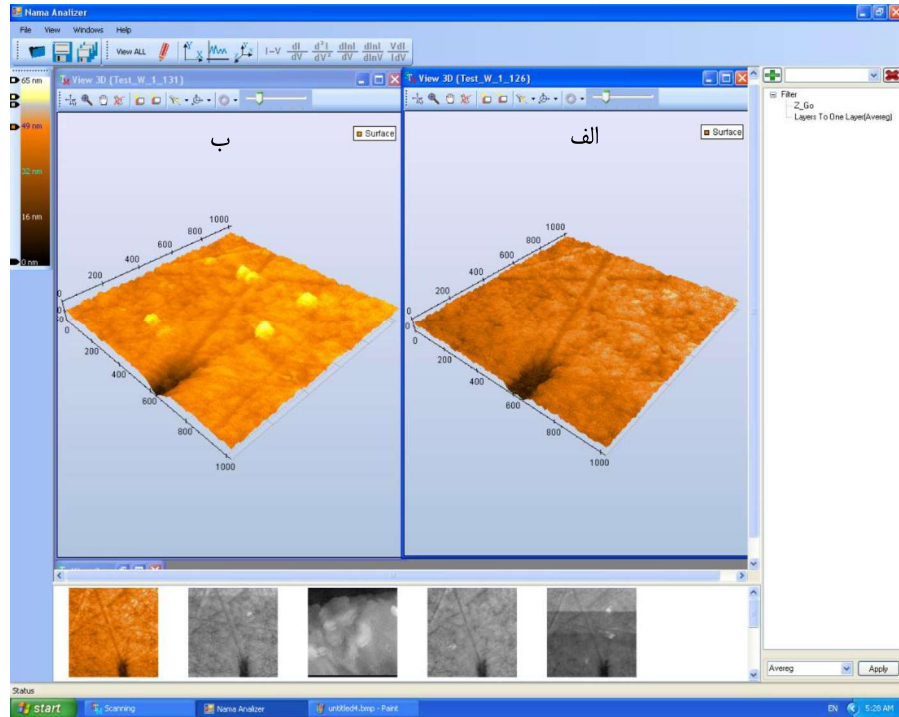 Nama Analizer
File View Windows Help
View ALL I-V dI/dV d²I/dV² dlnI/dV dlnI/dlnV VdI/IdV
65 nm
49 nm
32 nm
16 nm
0 nm
View 3D (Test_W_1_131)
ب
Surface
1000
800
600
400
200
0
0
200
400
600
800
1000
View 3D (Test_W_1_126)
الف
Surface
1000
800
600
400
200
0
0
200
400
600
800
1000
Filter
Z_Go
Layers To One Layer(Avereg)
Avereg Apply
Status
start Scanning Nama Analizer untitled4.bmp - Paint EN 5:28 AM